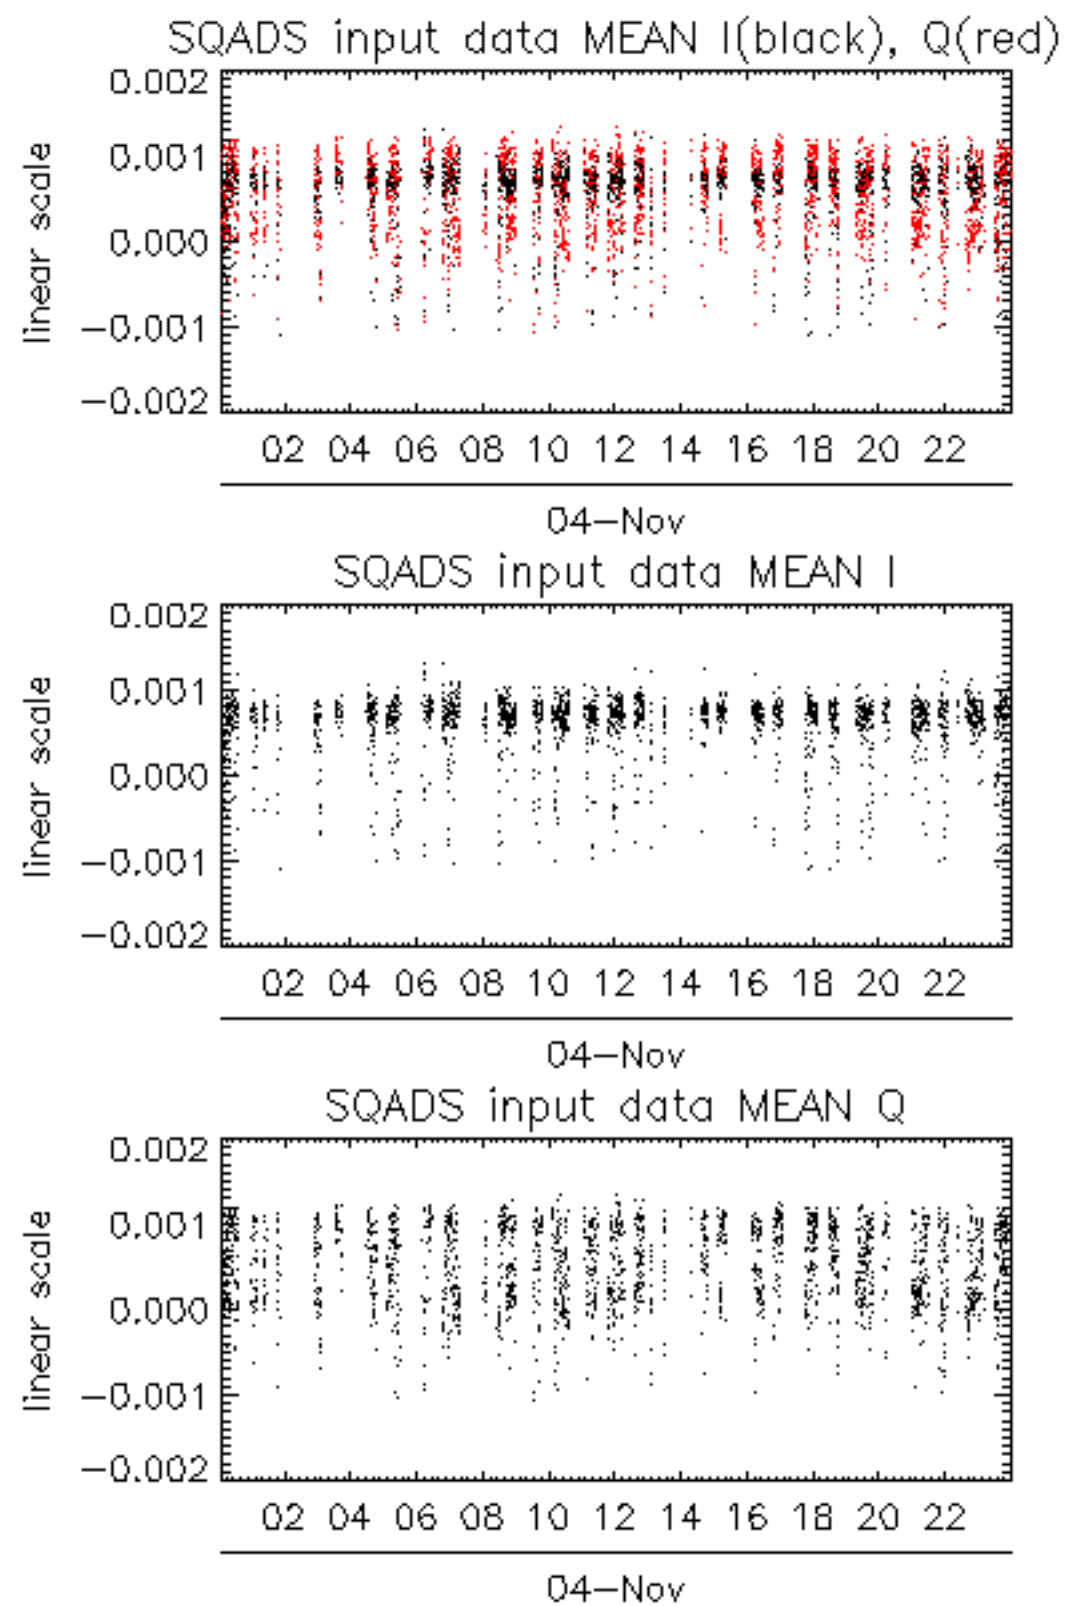 SQADS input data MEAN I(black), Q(red)
0.002
0.001
0.000
−0.001
−0.002
linear scale
02 04 06 08 10 12 14 16 18 20 22
04−Nov
SQADS input data MEAN I
0.002
0.001
0.000
−0.001
−0.002
linear scale
02 04 06 08 10 12 14 16 18 20 22
04−Nov
SQADS input data MEAN Q
0.002
0.001
0.000
−0.001
−0.002
linear scale
02 04 06 08 10 12 14 16 18 20 22
04−Nov